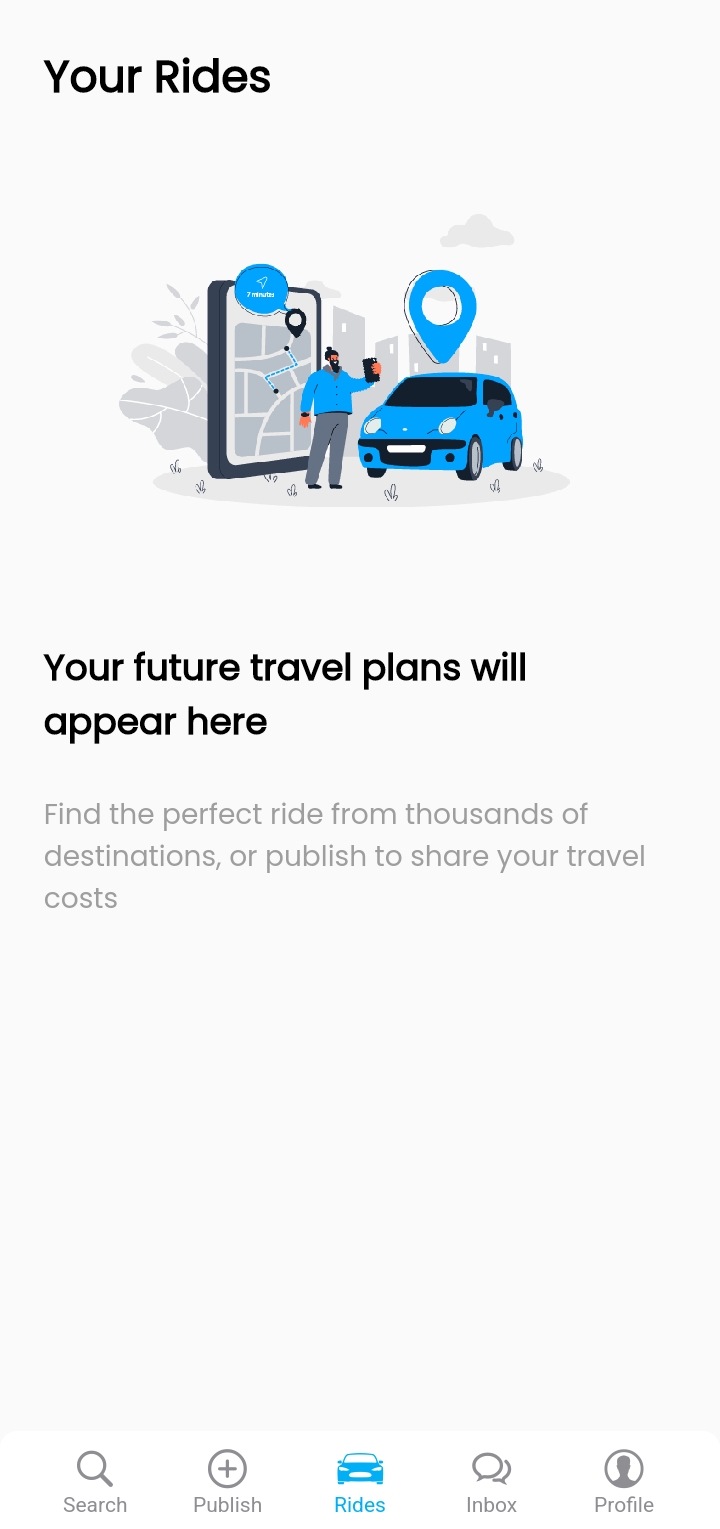 Your Rides
7 minutes
Your future travel plans will
appear here
Find the perfect ride from thousands of
destinations, or publish to share your travel
costs
Search
Publish
Rides
Inbox
Profile